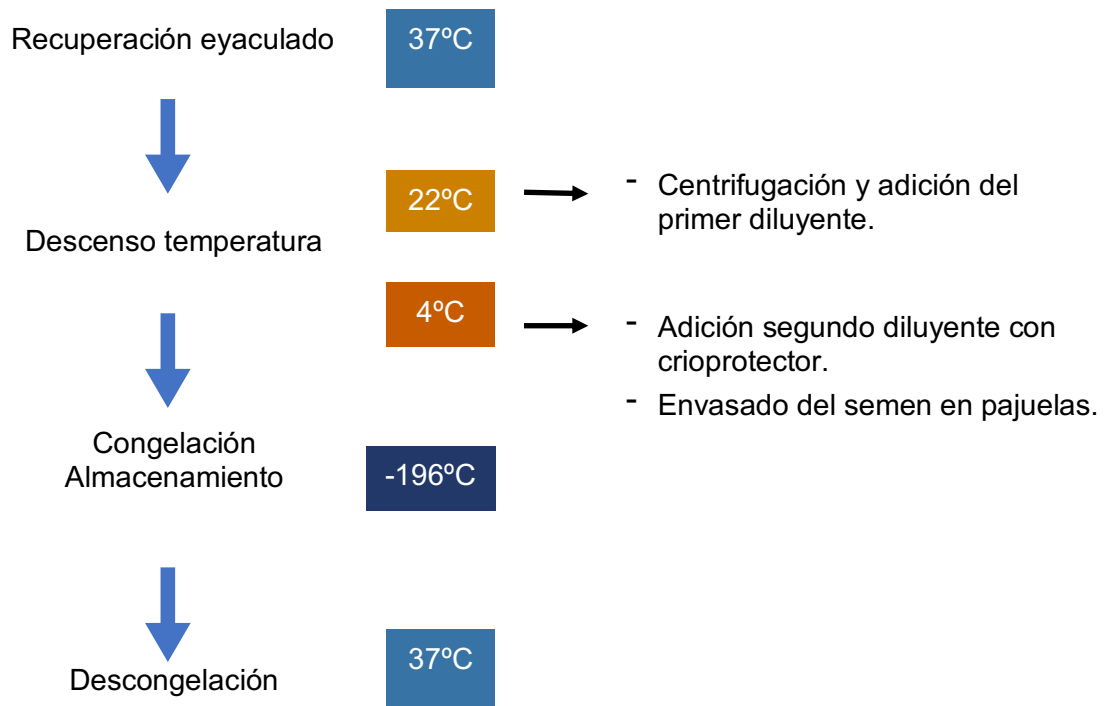 Recuperación eyaculado
37ºC
22ºC
- Centrifugación y adición del
primer diluyente.
Descenso temperatura
4ºC
- Adición segundo diluyente con
crioprotector.
- Envasado del semen en pajuelas.
Congelación
Almacenamiento
-196ºC
Descongelación
37ºC